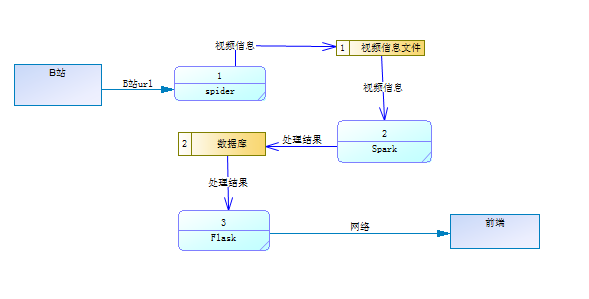 视频信息
1 视频信息文件
B站
B站url
1
spider
视频信息
2
Spark
2 数据库
处理结果
处理结果
3
Flask
网络
前端